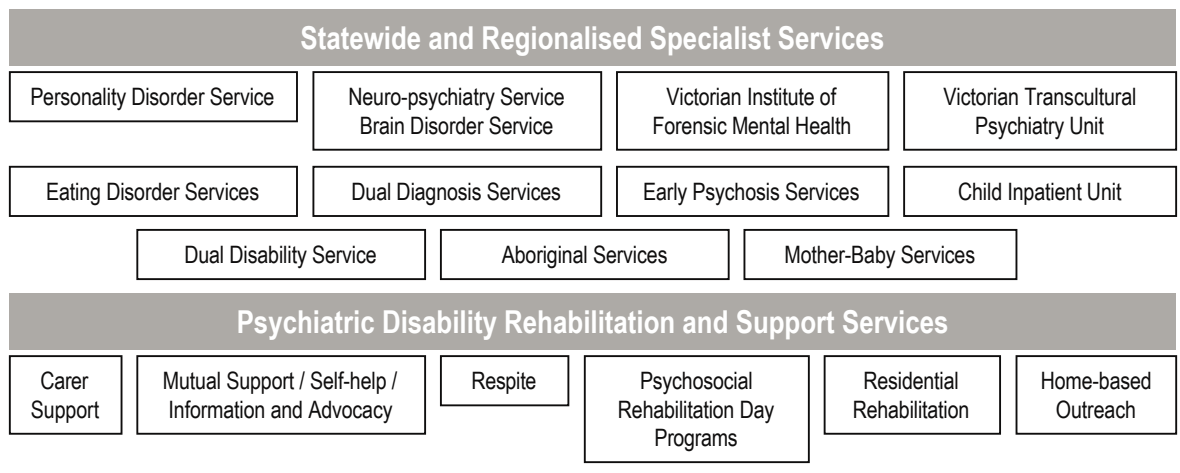 Statewide and Regionalised Specialist Services
Personality Disorder Service
Neuro-psychiatry Service
Brain Disorder Service
Victorian Institute of
Forensic Mental Health
Victorian Transcultural
Psychiatry Unit
Eating Disorder Services
Dual Diagnosis Services
Early Psychosis Services
Child Inpatient Unit
Dual Disability Service
Aboriginal Services
Mother-Baby Services
Psychiatric Disability Rehabilitation and Support Services
Carer
Support
Mutual Support / Self-help /
Information and Advocacy
Respite
Psychosocial
Rehabilitation Day
Programs
Residential
Rehabilitation
Home-based
Outreach